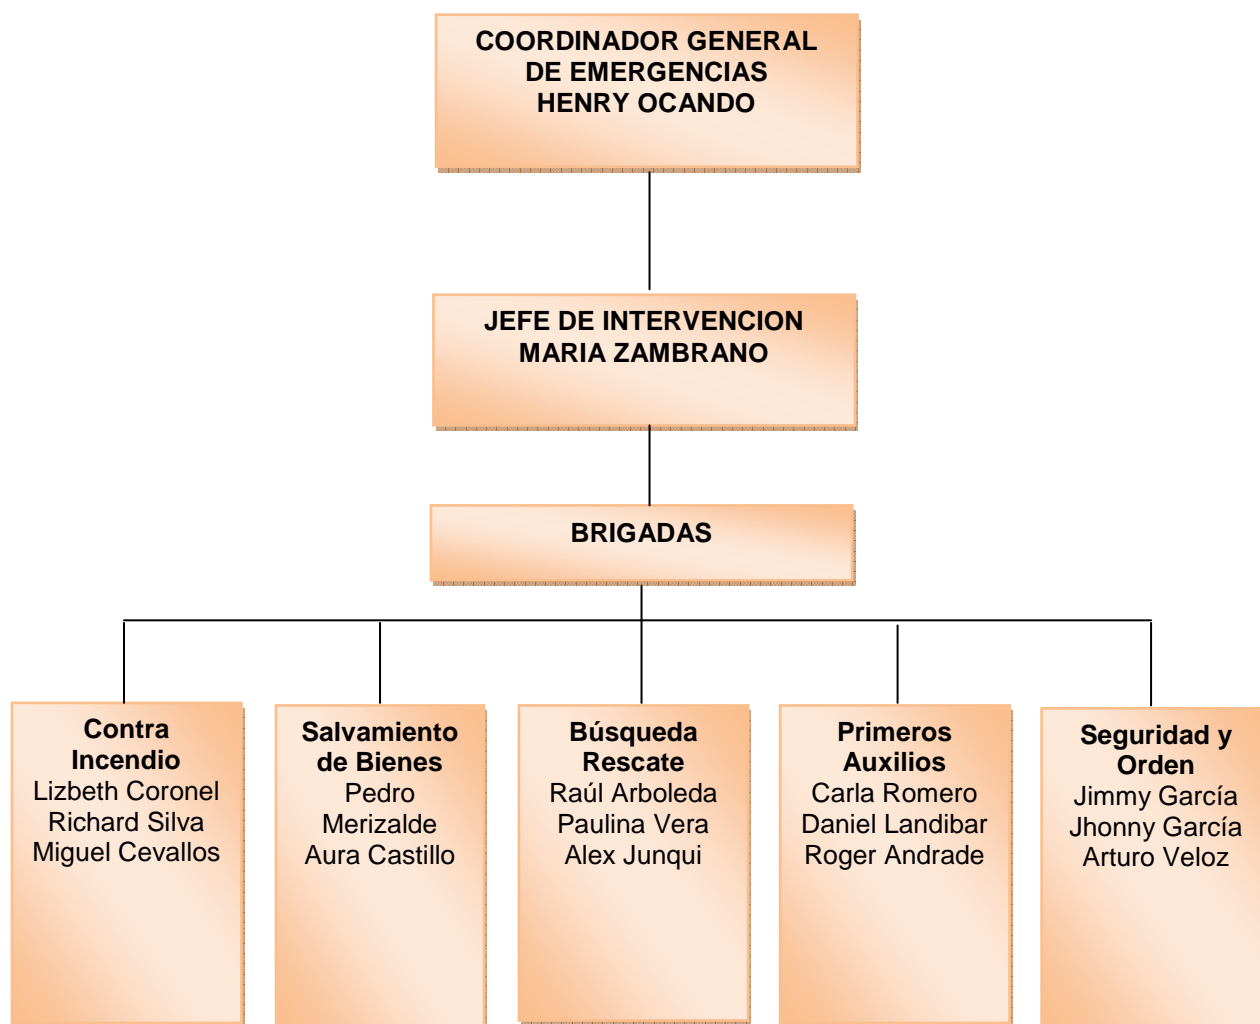 COORDINADOR GENERAL
DE EMERGENCIAS
HENRY OCANDO
JEFE DE INTERVENCION
MARIA ZAMBRANO
BRIGADAS
Contra
Incendio
Lizbeth Coronel
Richard Silva
Miguel Cevallos
Salvamiento
de Bienes
Pedro
Merizalde
Aura Castillo
Búsqueda
Rescate
Raúl Arboleda
Paulina Vera
Alex Junqui
Primeros
Auxilios
Carla Romero
Daniel Landibar
Roger Andrade
Seguridad y
Orden
Jimmy García
Jhonny García
Arturo Veloz